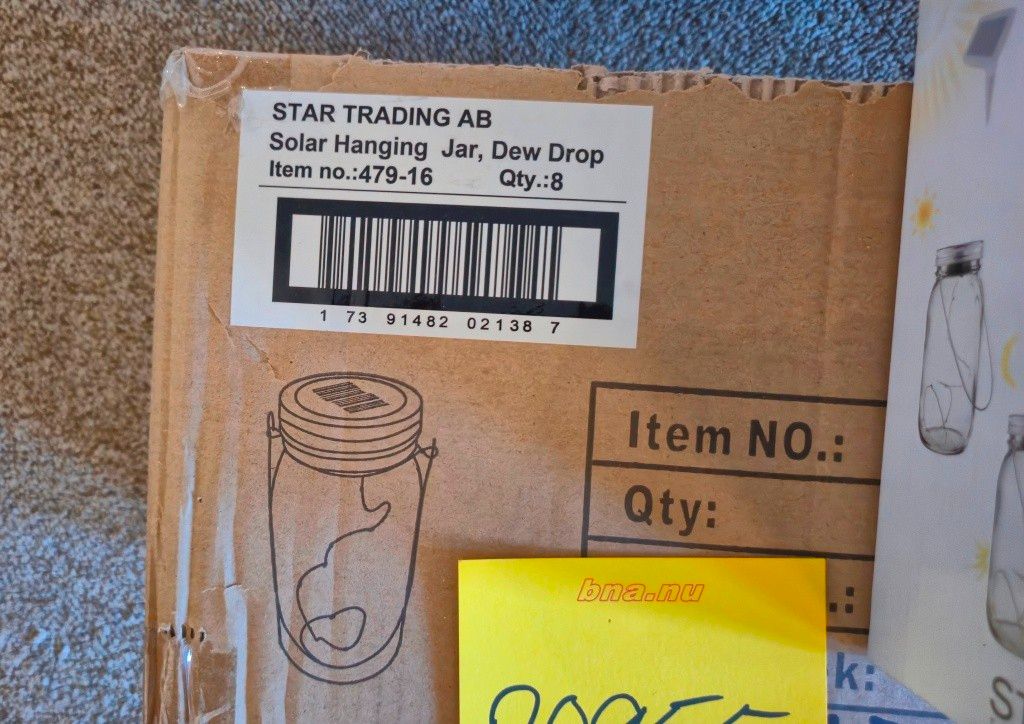 STAR TRADING AB
Solar Hanging Jar, Dew Drop
Item no.:479-16 Qty.:8
1 73 91482 02138 7
Item NO.:
Qty:
.:
bna.nu
k: